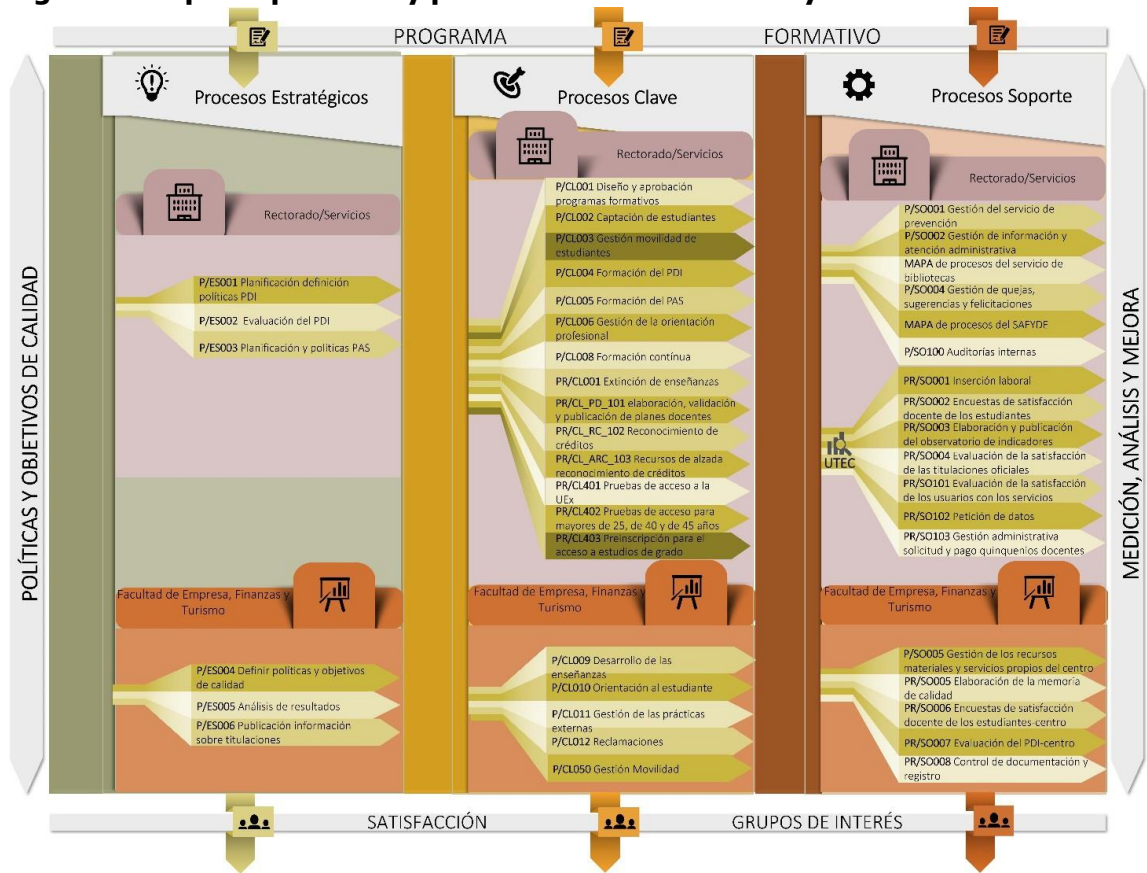 PROGRAMA
FORMATIVO
POLÍTICAS Y OBJETIVOS DE CALIDAD
Procesos Estratégicos
Rectorado/Servicios
P/ES001 Planificación definición
políticas PDI
P/ES002 Evaluación del PDI
P/ES003 Planificación y políticas PAS
Facultad de Empresa, Finanzas y
Turismo
P/ES004 Definir políticas y objetivos
de calidad
P/ES005 Análisis de resultados
P/ES006 Publicación información
sobre titulaciones
Procesos Clave
Rectorado/Servicios
P/CL001 Diseño y aprobación
programas formativos
P/CL002 Captación de estudiantes
P/CL003 Gestión movilidad de
estudiantes
P/CL004 Formación del PDI
P/CL005 Formación del PAS
P/CL006 Gestión de la orientación
profesional
P/CL008 Formación contínua
PR/CL001 Extinción de enseñanzas
PR/CL_PD_101 elaboración, validación
y publicación de planes docentes
PR/CL_RC_102 Reconocimiento de
créditos
PR/CL_ARC_103 Recursos de alzada
reconocimiento de créditos
PR/CL401 Pruebas de acceso a la
UEx
PR/CL402 Pruebas de acceso para
mayores de 25, de 40 y de 45 años
PR/CL403 Preinscripción para el
acceso a estudios de grado
Facultad de Empresa, Finanzas y
Turismo
P/CL009 Desarrollo de las
enseñanzas
P/CL010 Orientación al estudiante
P/CL011 Gestión de las prácticas
externas
P/CL012 Reclamaciones
P/CL050 Gestión Movilidad
Procesos Soporte
Rectorado/Servicios
P/SO001 Gestión del servicio de
prevención
P/SO002 Gestión de información y
atención administrativa
MAPA de procesos del servicio de
bibliotecas
P/SO004 Gestión de quejas,
sugerencias y felicitaciones
MAPA de procesos del SAFYDE
P/SO100 Auditorías internas
UTEC
PR/SO001 Inserción laboral
PR/SO002 Encuestas de satisfacción
docente de los estudiantes
PR/SO003 Elaboración y publicación
del observatorio de indicadores
PR/SO004 Evaluación de la satisfacción
de las titulaciones oficiales
PR/SO101 Evaluación de la satisfacción
de los usuarios con los servicios
PR/SO102 Petición de datos
PR/SO103 Gestión administrativa
solicitud y pago quinquenios docentes
Facultad de Empresa, Finanzas y
Turismo
P/SO005 Gestión de los recursos
materiales y servicios propios del centro
PR/SO005 Elaboración de la memoria
de calidad
PR/SO006 Encuestas de satisfacción
docente de los estudiantes-centro
PR/SO007 Evaluación del PDI-centro
PR/SO008 Control de documentación y
registro
MEDICIÓN, ANÁLISIS Y MEJORA
SATISFACCIÓN
GRUPOS DE INTERÉS